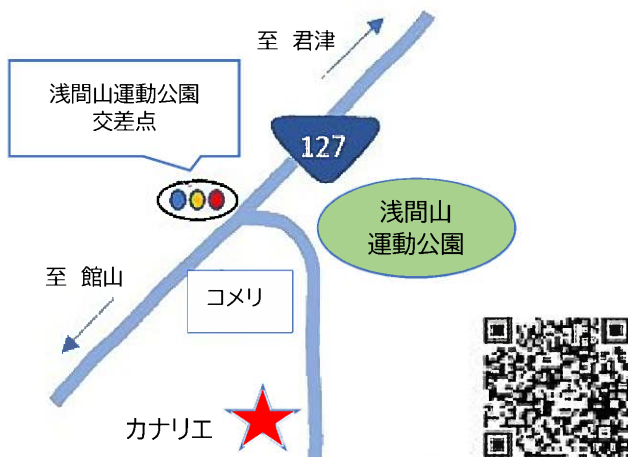 至 君津
浅間山運動公園
交差点
127
浅間山
運動公園
至 館山
コメリ
カナリエ